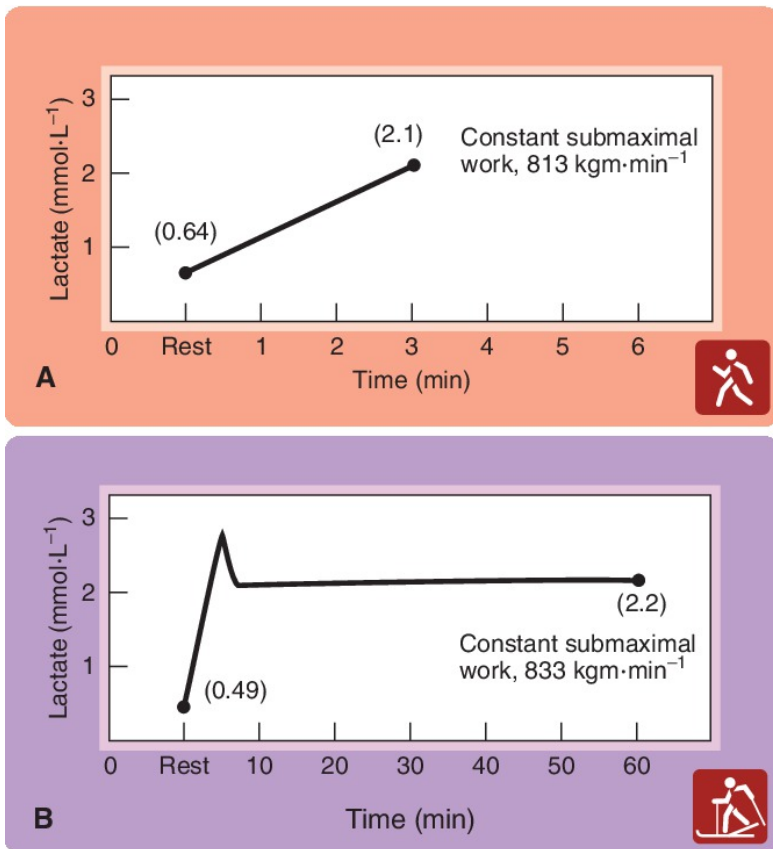 3
2
1
Lactate (mmol·L⁻¹)
(0.64)
(2.1)
Constant submaximal
work, 813 kgm·min⁻¹
0 Rest 1 2 3 4 5 6
Time (min)
A
3
2
1
Lactate (mmol·L⁻¹)
(0.49)
(2.2)
Constant submaximal
work, 833 kgm·min⁻¹
0 Rest 10 20 30 40 50 60
Time (min)
B